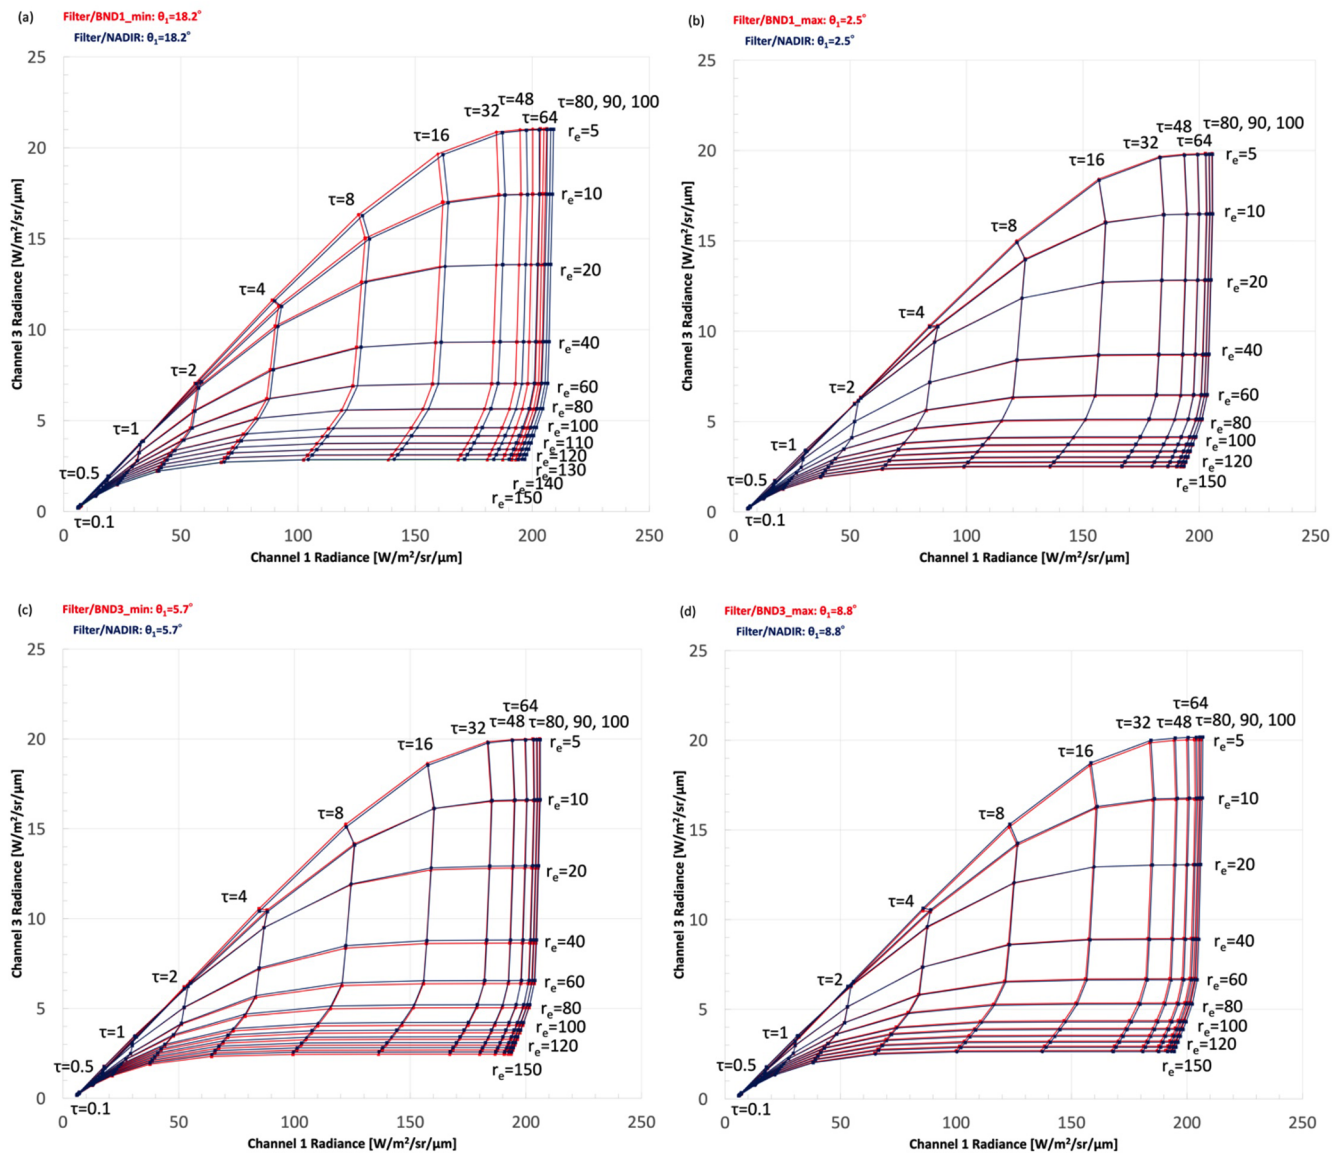 (a)
Filter/BND1_min: θ₁=18.2°
Filter/NADIR: θ₁=18.2°
25
20
15
10
5
0
Channel 3 Radiance [W/m²/sr/μm]
τ=48
τ=80, 90, 100
τ=32
τ=64
τ=16
τ=8
τ=4
τ=2
τ=1
τ=0.5
τ=0.1
rₑ=5
rₑ=10
rₑ=20
rₑ=40
rₑ=60
rₑ=80
rₑ=100
rₑ=110
rₑ=120
rₑ=130
rₑ=140
rₑ=150
0 50 100 150 200 250
Channel 1 Radiance [W/m²/sr/μm]
(b)
Filter/BND1_max: θ₁=2.5°
Filter/NADIR: θ₁=2.5°
25
20
15
10
5
0
Channel 3 Radiance [W/m²/sr/μm]
τ=48
τ=80, 90, 100
τ=32
τ=64
τ=16
τ=8
τ=4
τ=2
τ=1
τ=0.5
τ=0.1
rₑ=5
rₑ=10
rₑ=20
rₑ=40
rₑ=60
rₑ=80
rₑ=100
rₑ=120
rₑ=150
0 50 100 150 200 250
Channel 1 Radiance [W/m²/sr/μm]
(c)
Filter/BND3_min: θ₁=5.7°
Filter/NADIR: θ₁=5.7°
25
20
15
10
5
0
Channel 3 Radiance [W/m²/sr/μm]
τ=64
τ=32
τ=48
τ=80, 90, 100
τ=16
τ=8
τ=4
τ=2
τ=1
τ=0.5
τ=0.1
rₑ=5
rₑ=10
rₑ=20
rₑ=40
rₑ=60
rₑ=80
rₑ=100
rₑ=120
rₑ=150
0 50 100 150 200 250
Channel 1 Radiance [W/m²/sr/μm]
(d)
Filter/BND3_max: θ₁=8.8°
Filter/NADIR: θ₁=8.8°
25
20
15
10
5
0
Channel 3 Radiance [W/m²/sr/μm]
τ=64
τ=32
τ=48
τ=80, 90, 100
τ=16
τ=8
τ=4
τ=2
τ=1
τ=0.5
τ=0.1
rₑ=5
rₑ=10
rₑ=20
rₑ=40
rₑ=60
rₑ=80
rₑ=100
rₑ=120
rₑ=150
0 50 100 150 200 250
Channel 1 Radiance [W/m²/sr/μm]